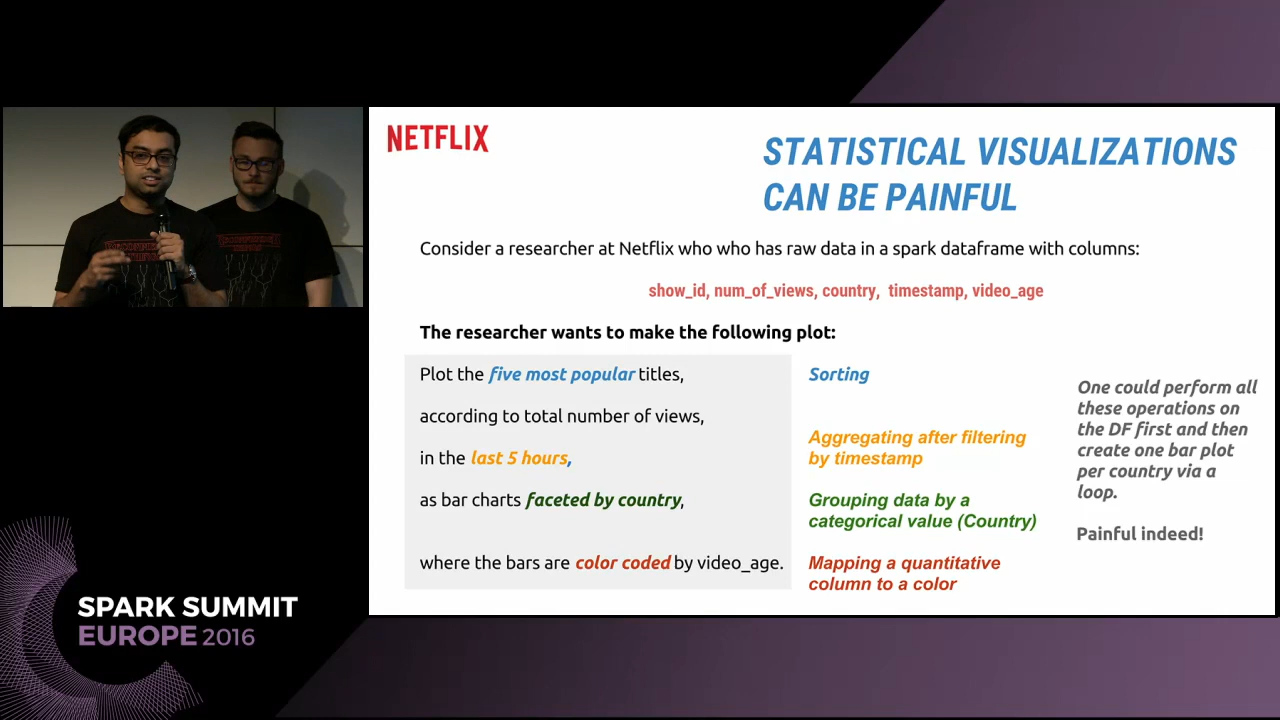 NETFLIX
STATISTICAL VISUALIZATIONS
CAN BE PAINFUL
Consider a researcher at Netflix who who has raw data in a spark dataframe with columns:
show_id, num_of_views, country, timestamp, video_age
The researcher wants to make the following plot:
Plot the five most popular titles,
according to total number of views,
in the last 5 hours,
as bar charts faceted by country,
where the bars are color coded by video_age.
Sorting
Aggregating after filtering
by timestamp
Grouping data by a
categorical value (Country)
Mapping a quantitative
column to a color
One could perform all
these operations on
the DF first and then
create one bar plot
per country via a
loop.
Painful indeed!
SPARK SUMMIT
EUROPE 2016